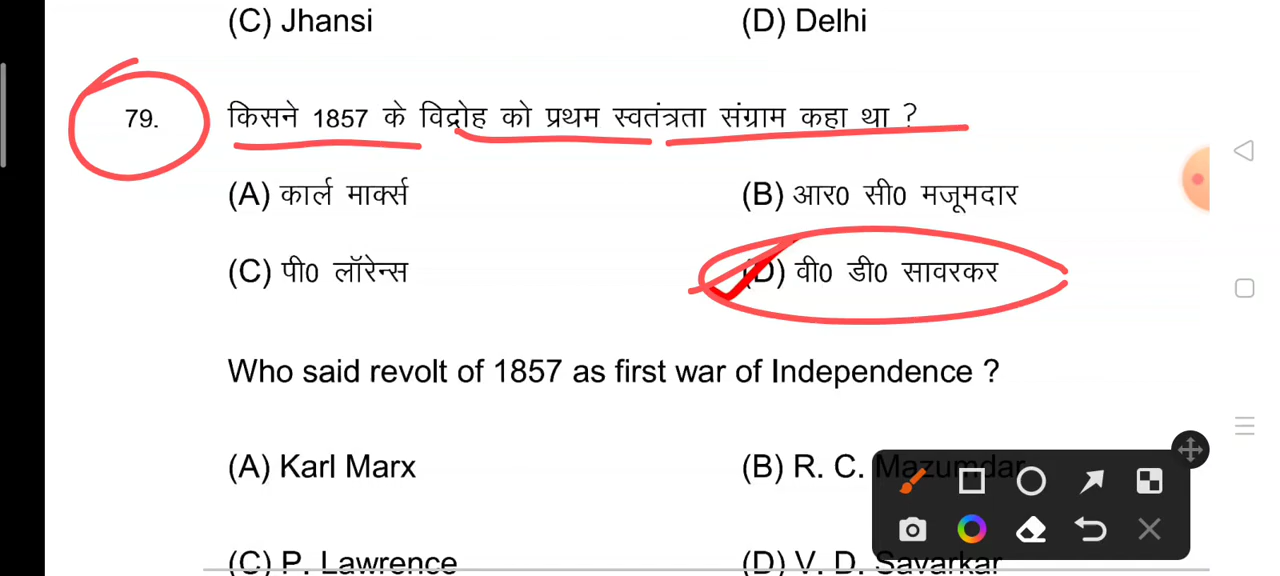 (C) Jhansi (D) Delhi
79. किसने 1857 के विद्रोह को प्रथम स्वतंत्रता संग्राम कहा था ?
(A) कार्ल मार्क्स (B) आर0 सी0 मजूमदार
(C) पी0 लॉरेन्स (D) वी0 डी0 सावरकर
Who said revolt of 1857 as first war of Independence ?
(A) Karl Marx (B) R. C. Mazumdar
(C) P. Lawrence (D) V. D. Savarkar